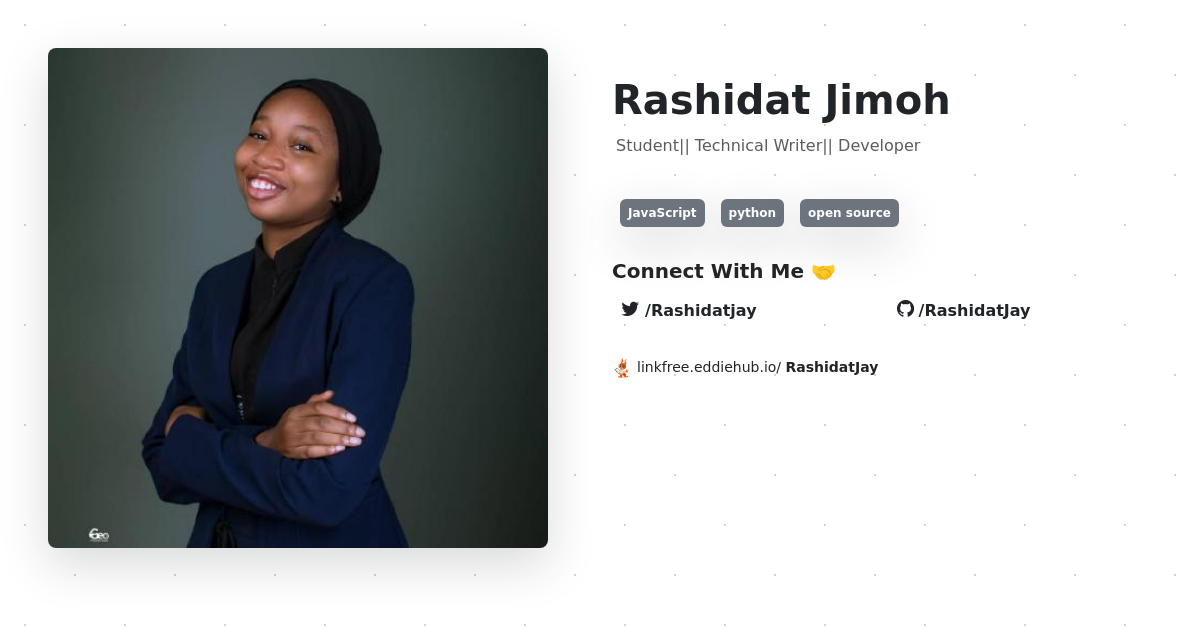 Rashidat Jimoh
Student|| Technical Writer|| Developer
JavaScript python open source
Connect With Me 🤝
/Rashidatjay /RashidatJay
linkfree.eddiehub.io/ RashidatJay
Geo